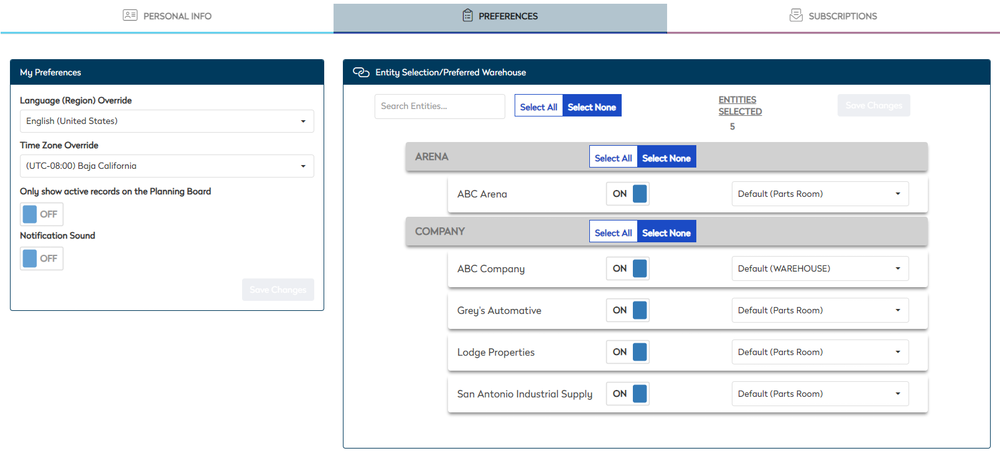 PERSONAL INFO
PREFERENCES
SUBSCRIPTIONS
My Preferences
Language (Region) Override
English (United States)
Time Zone Override
(UTC-08:00) Baja California
Only show active records on the Planning Board
OFF
Notification Sound
OFF
Save Changes
Entity Selection/Preferred Warehouse
Search Entities...
Select All Select None
ENTITIES
SELECTED
5
Save Changes
ARENA Select All Select None
ABC Arena ON Default (Parts Room)
COMPANY Select All Select None
ABC Company ON Default (WAREHOUSE)
Grey's Automative ON Default (Parts Room)
Lodge Properties ON Default (Parts Room)
San Antonio Industrial Supply ON Default (Parts Room)